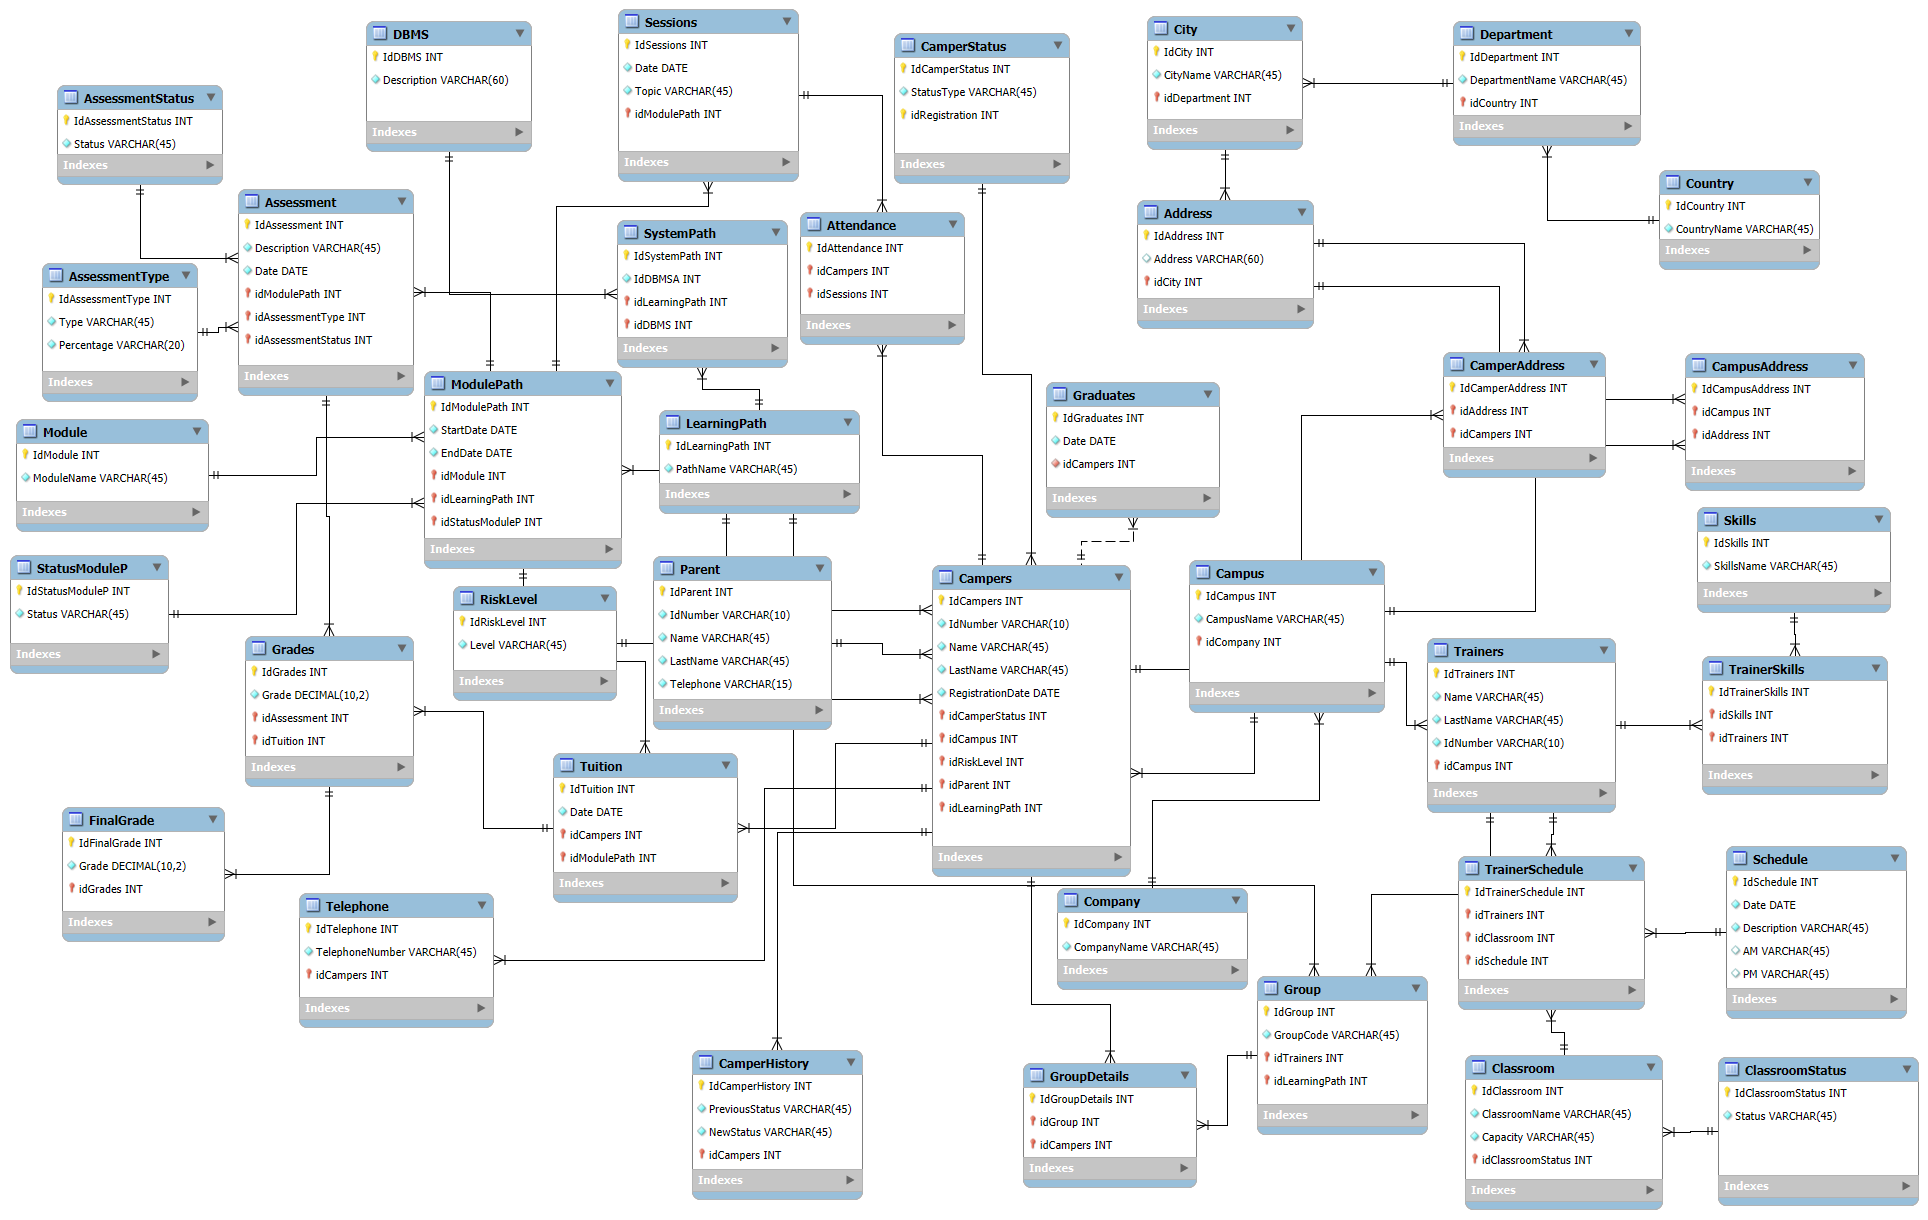 DBMS
IdDBMS INT
Description VARCHAR(60)
Indexes
Sessions
IdSessions INT
Date DATE
Topic VARCHAR(45)
idModulePath INT
Indexes
CamperStatus
IdCamperStatus INT
StatusType VARCHAR(45)
idRegistration INT
Indexes
City
IdCity INT
CityName VARCHAR(45)
idDepartment INT
Indexes
Department
IdDepartment INT
DepartmentName VARCHAR(45)
idCountry INT
Indexes
AssessmentStatus
IdAssessmentStatus INT
Status VARCHAR(45)
Indexes
Country
IdCountry INT
CountryName VARCHAR(45)
Indexes
Assessment
IdAssessment INT
Description VARCHAR(45)
Date DATE
idModulePath INT
idAssessmentType INT
idAssessmentStatus INT
Indexes
SystemPath
IdSystemPath INT
IdDBMSA INT
idLearningPath INT
idDBMS INT
Indexes
Attendance
IdAttendance INT
idCampers INT
idSessions INT
Indexes
Address
IdAddress INT
Address VARCHAR(60)
idCity INT
Indexes
AssessmentType
IdAssessmentType INT
Type VARCHAR(45)
Percentage VARCHAR(20)
Indexes
ModulePath
IdModulePath INT
StartDate DATE
EndDate DATE
idModule INT
idLearningPath INT
idStatusModuleP INT
Indexes
LearningPath
IdLearningPath INT
PathName VARCHAR(45)
Indexes
Graduates
IdGraduates INT
Date DATE
idCampers INT
Indexes
CamperAddress
IdCamperAddress INT
idAddress INT
idCampers INT
Indexes
CampusAddress
IdCampusAddress INT
idCampus INT
idAddress INT
Indexes
Module
IdModule INT
ModuleName VARCHAR(45)
Indexes
Skills
IdSkills INT
SkillsName VARCHAR(45)
Indexes
StatusModuleP
IdStatusModuleP INT
Status VARCHAR(45)
Indexes
RiskLevel
IdRiskLevel INT
Level VARCHAR(45)
Indexes
Parent
IdParent INT
IdNumber VARCHAR(10)
Name VARCHAR(45)
LastName VARCHAR(45)
Telephone VARCHAR(15)
Indexes
Campers
IdCampers INT
IdNumber VARCHAR(10)
Name VARCHAR(45)
LastName VARCHAR(45)
RegistrationDate DATE
idCamperStatus INT
idCampus INT
idRiskLevel INT
idParent INT
idLearningPath INT
Indexes
Campus
IdCampus INT
CampusName VARCHAR(45)
idCompany INT
Indexes
Trainers
IdTrainers INT
Name VARCHAR(45)
LastName VARCHAR(45)
IdNumber VARCHAR(10)
idCampus INT
Indexes
TrainerSkills
IdTrainerSkills INT
idSkills INT
idTrainers INT
Indexes
Grades
IdGrades INT
Grade DECIMAL(10,2)
idAssessment INT
idTuition INT
Indexes
Tuition
IdTuition INT
Date DATE
idCampers INT
idModulePath INT
Indexes
FinalGrade
IdFinalGrade INT
Grade DECIMAL(10,2)
idGrades INT
Indexes
Telephone
IdTelephone INT
TelephoneNumber VARCHAR(45)
idCampers INT
Indexes
Company
IdCompany INT
CompanyName VARCHAR(45)
Indexes
TrainerSchedule
IdTrainerSchedule INT
idTrainers INT
idClassroom INT
idSchedule INT
Indexes
Schedule
IdSchedule INT
Date DATE
Description VARCHAR(45)
AM VARCHAR(45)
PM VARCHAR(45)
Indexes
Group
IdGroup INT
GroupCode VARCHAR(45)
idTrainers INT
idLearningPath INT
Indexes
CamperHistory
IdCamperHistory INT
PreviousStatus VARCHAR(45)
NewStatus VARCHAR(45)
idCampers INT
Indexes
GroupDetails
IdGroupDetails INT
idGroup INT
idCampers INT
Indexes
Classroom
IdClassroom INT
ClassroomName VARCHAR(45)
Capacity VARCHAR(45)
idClassroomStatus INT
Indexes
ClassroomStatus
IdClassroomStatus INT
Status VARCHAR(45)
Indexes